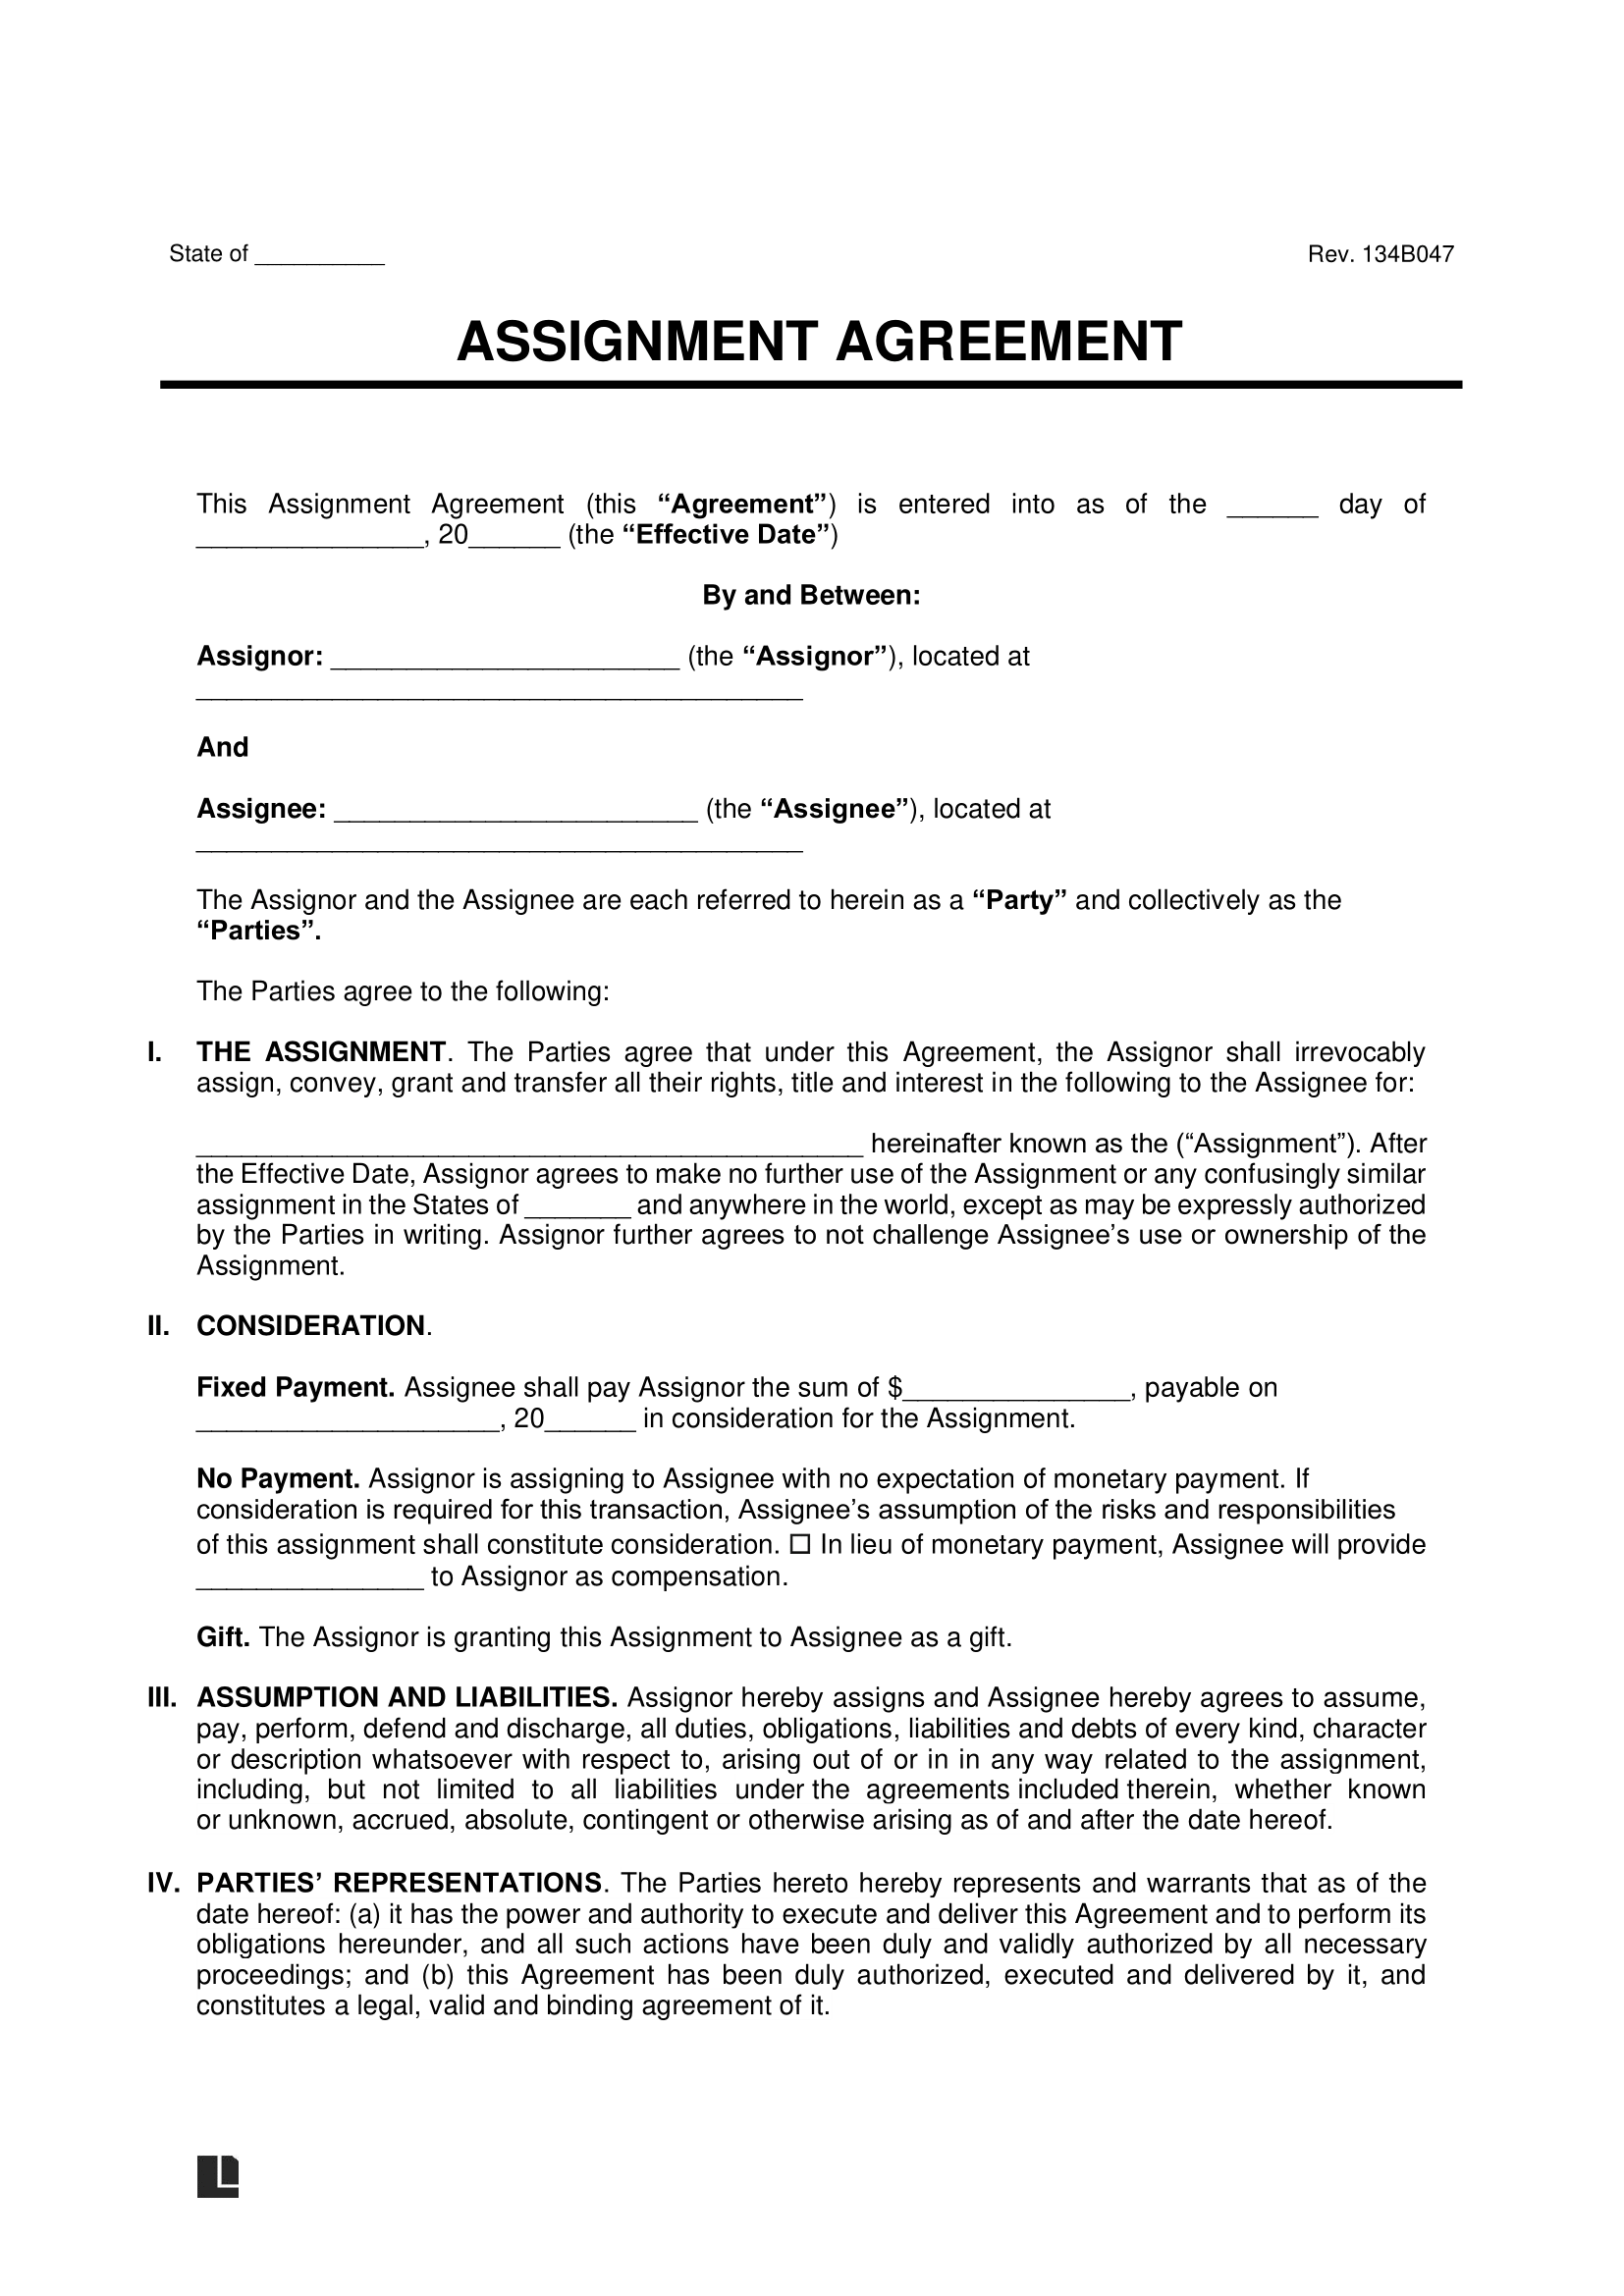 State of __________ Rev. 134B047
ASSIGNMENT AGREEMENT
This Assignment Agreement (this “Agreement”) is entered into as of the ______ day of
_______________, 20______ (the “Effective Date”)
By and Between:
Assignor: _______________________ (the “Assignor”), located at
________________________________________
And
Assignee: ________________________ (the “Assignee”), located at
________________________________________
The Assignor and the Assignee are each referred to herein as a “Party” and collectively as the
“Parties”.
The Parties agree to the following:
I. THE ASSIGNMENT. The Parties agree that under this Agreement, the Assignor shall irrevocably
assign, convey, grant and transfer all their rights, title and interest in the following to the Assignee for:
____________________________________________ hereinafter known as the (“Assignment”). After
the Effective Date, Assignor agrees to make no further use of the Assignment or any confusingly similar
assignment in the States of _______ and anywhere in the world, except as may be expressly authorized
by the Parties in writing. Assignor further agrees to not challenge Assignee’s use or ownership of the
Assignment.
II. CONSIDERATION.
Fixed Payment. Assignee shall pay Assignor the sum of $_______________, payable on
____________________, 20______ in consideration for the Assignment.
No Payment. Assignor is assigning to Assignee with no expectation of monetary payment. If
consideration is required for this transaction, Assignee’s assumption of the risks and responsibilities
of this assignment shall constitute consideration. ☐ In lieu of monetary payment, Assignee will provide
_______________ to Assignor as compensation.
Gift. The Assignor is granting this Assignment to Assignee as a gift.
III. ASSUMPTION AND LIABILITIES. Assignor hereby assigns and Assignee hereby agrees to assume,
pay, perform, defend and discharge, all duties, obligations, liabilities and debts of every kind, character
or description whatsoever with respect to, arising out of or in in any way related to the assignment,
including, but not limited to all liabilities under the agreements included therein, whether known
or unknown, accrued, absolute, contingent or otherwise arising as of and after the date hereof.
IV. PARTIES’ REPRESENTATIONS. The Parties hereto hereby represents and warrants that as of the
date hereof: (a) it has the power and authority to execute and deliver this Agreement and to perform its
obligations hereunder, and all such actions have been duly and validly authorized by all necessary
proceedings; and (b) this Agreement has been duly authorized, executed and delivered by it, and
constitutes a legal, valid and binding agreement of it.